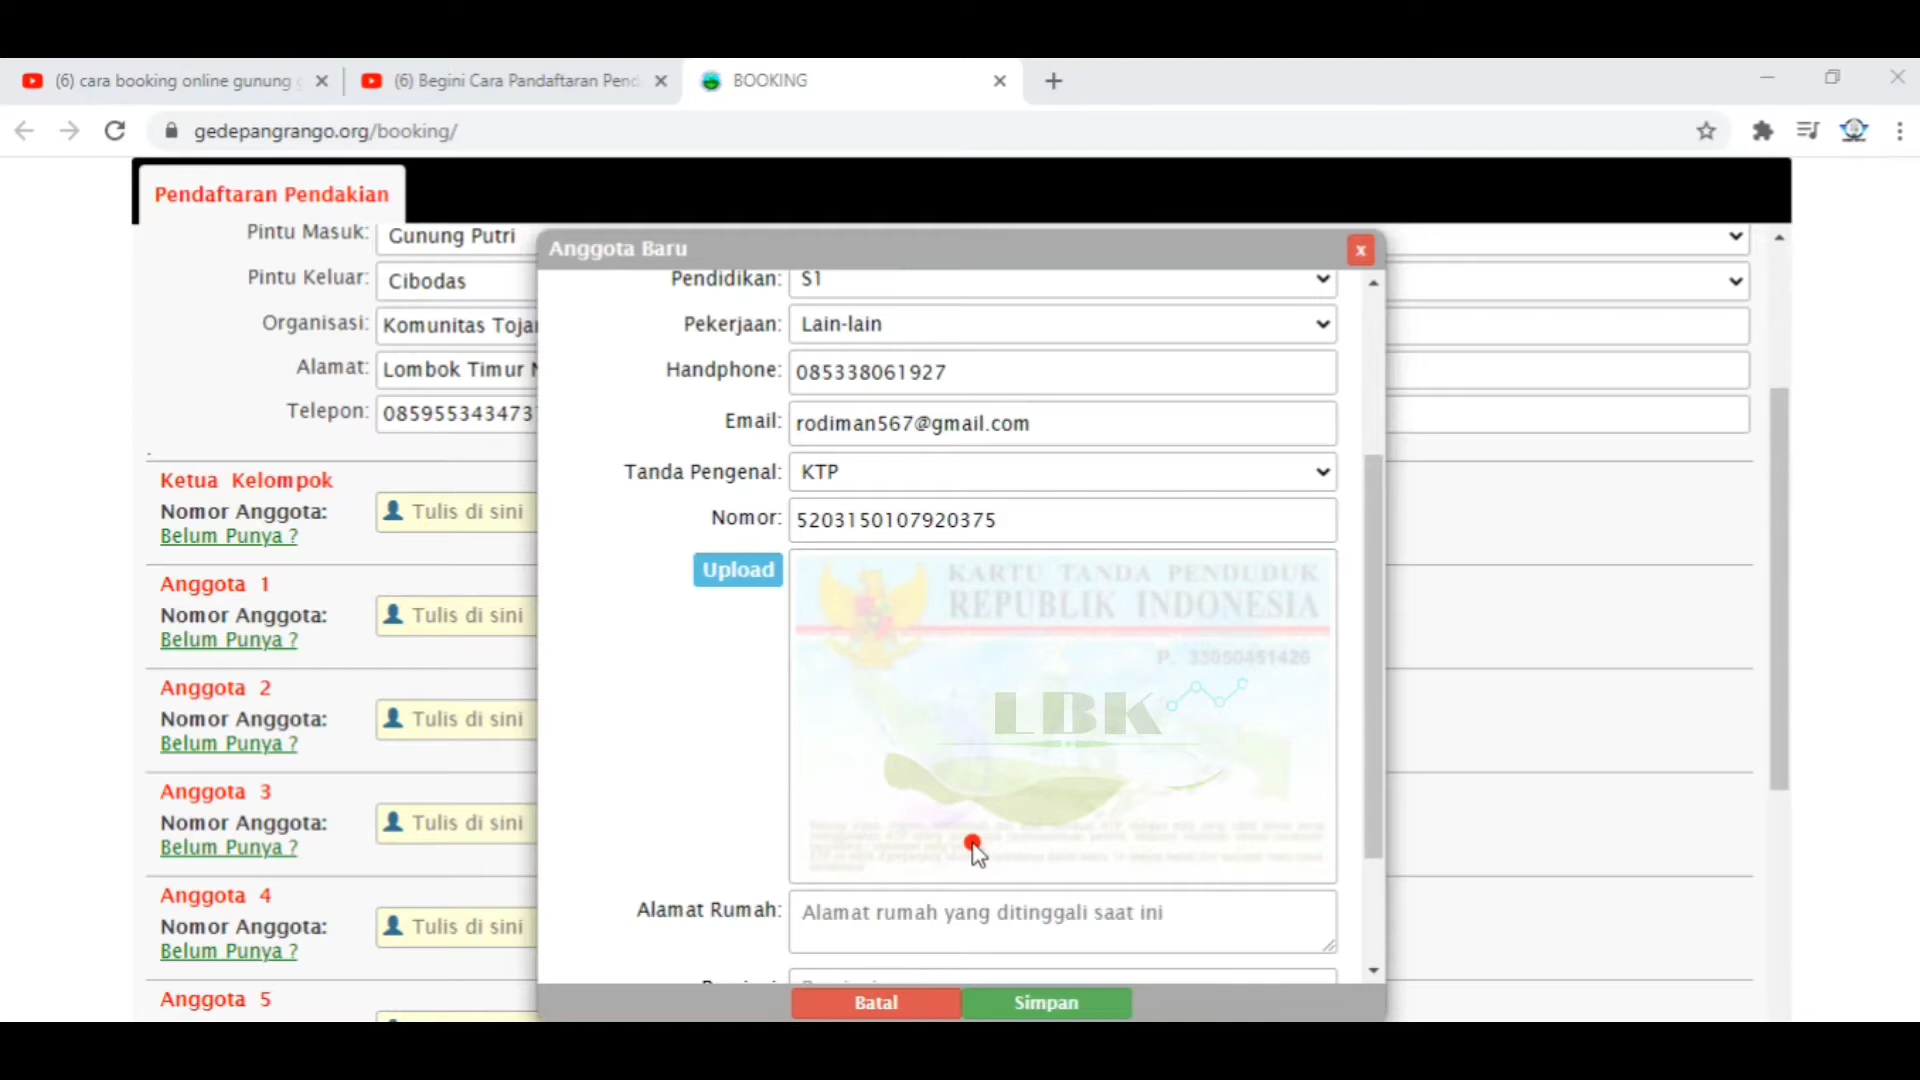 (6) cara booking online gunung g
(6) Begini Cara Pandaftaran Pend
BOOKING
gedepangrango.org/booking/
Pendaftaran Pendakian
Pintu Masuk: Gunung Putri
Pintu Keluar: Cibodas
Organisasi: Komunitas Tojan
Alamat: Lombok Timur N
Telepon: 085955343473
.
Ketua Kelompok
Nomor Anggota: Tulis di sini
Belum Punya ?
Anggota 1
Nomor Anggota: Tulis di sini
Belum Punya ?
Anggota 2
Nomor Anggota: Tulis di sini
Belum Punya ?
Anggota 3
Nomor Anggota: Tulis di sini
Belum Punya ?
Anggota 4
Nomor Anggota: Tulis di sini
Belum Punya ?
Anggota 5
Anggota Baru
x
Pendidikan: S1
Pekerjaan: Lain-lain
Handphone: 085338061927
Email: rodiman567@gmail.com
Tanda Pengenal: KTP
Nomor: 5203150107920375
Upload
KARTU TANDA PENDUDUK
REPUBLIK INDONESIA
P. 33050451426
LBK
Alamat Rumah: Alamat rumah yang ditinggali saat ini
Batal
Simpan